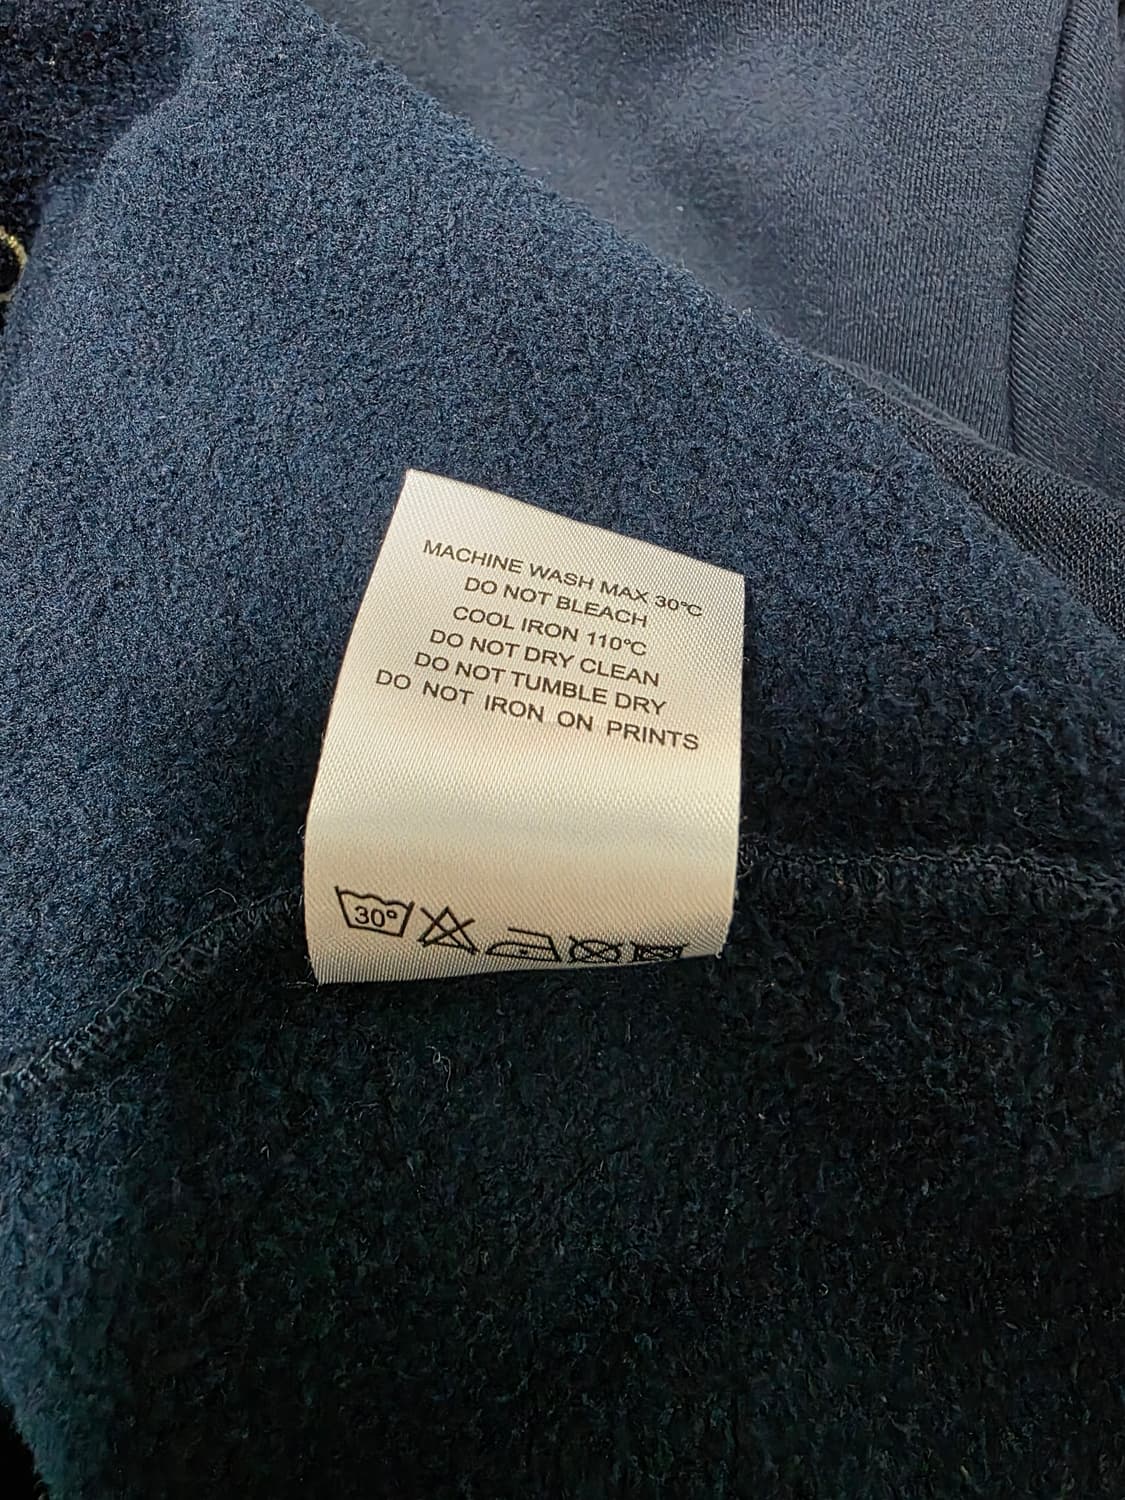 MACHINE WASH MAX 30°C
DO NOT BLEACH
COOL IRON 110°C
DO NOT DRY CLEAN
DO NOT TUMBLE DRY
DO NOT IRON ON PRINTS
30°